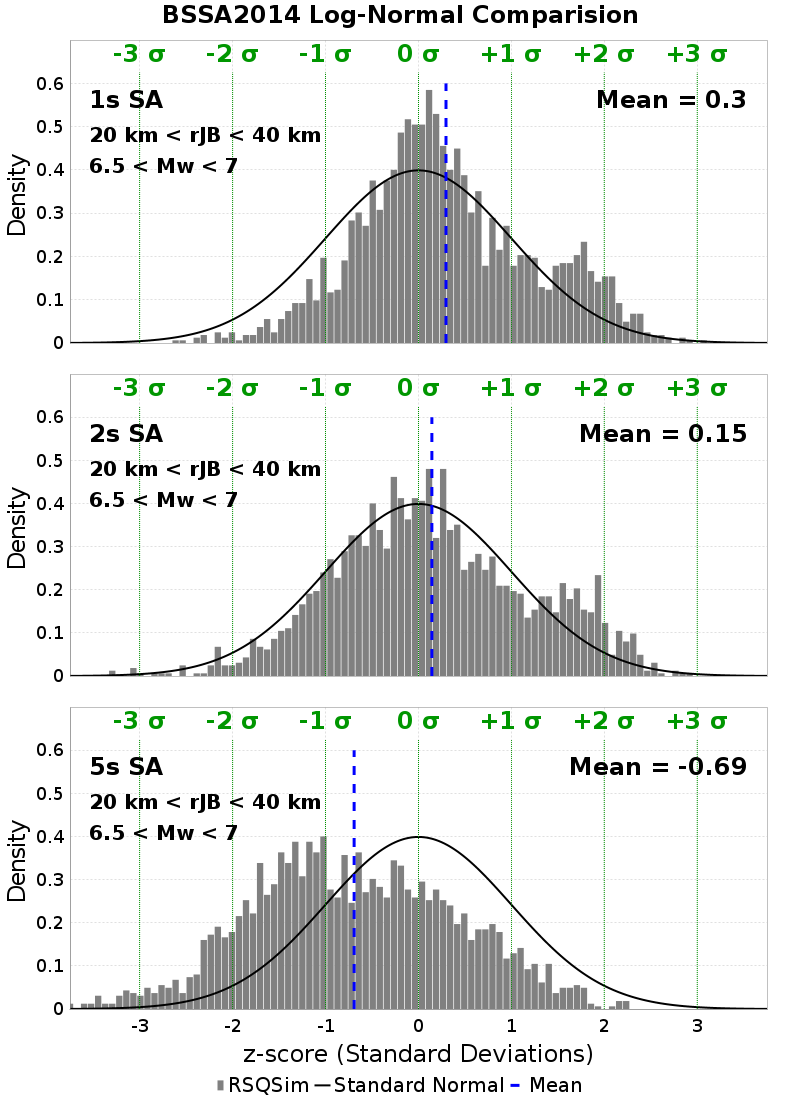 BSSA2014 Log-Normal Comparision
-3 σ -2 σ -1 σ 0 σ +1 σ +2 σ +3 σ
1s SA
Mean = 0.3
20 km < rJB < 40 km
6.5 < Mw < 7
Density
0.6
0.5
0.4
0.3
0.2
0.1
0
-3 σ -2 σ -1 σ 0 σ +1 σ +2 σ +3 σ
2s SA
Mean = 0.15
20 km < rJB < 40 km
6.5 < Mw < 7
Density
0.6
0.5
0.4
0.3
0.2
0.1
0
-3 σ -2 σ -1 σ 0 σ +1 σ +2 σ +3 σ
5s SA
Mean = -0.69
20 km < rJB < 40 km
6.5 < Mw < 7
Density
0.6
0.5
0.4
0.3
0.2
0.1
0
-3 -2 -1 0 1 2 3
z-score (Standard Deviations)
RSQSim Standard Normal Mean